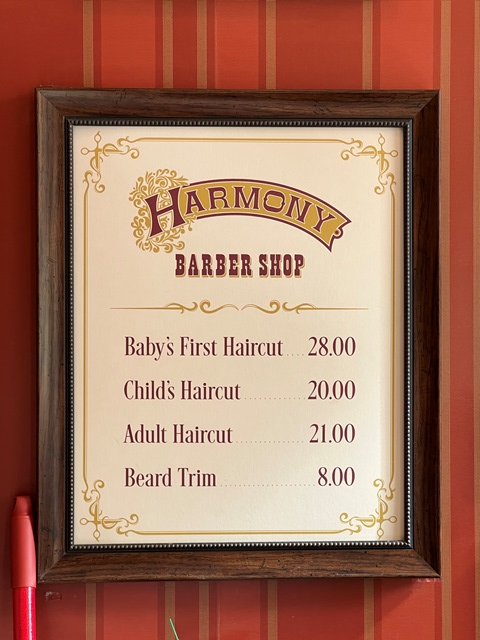 HARMONY
BARBER SHOP
Baby's First Haircut ..... 28.00
Child's Haircut .................... 20.00
Adult Haircut ..................... 21.00
Beard Trim ........................ 8.00